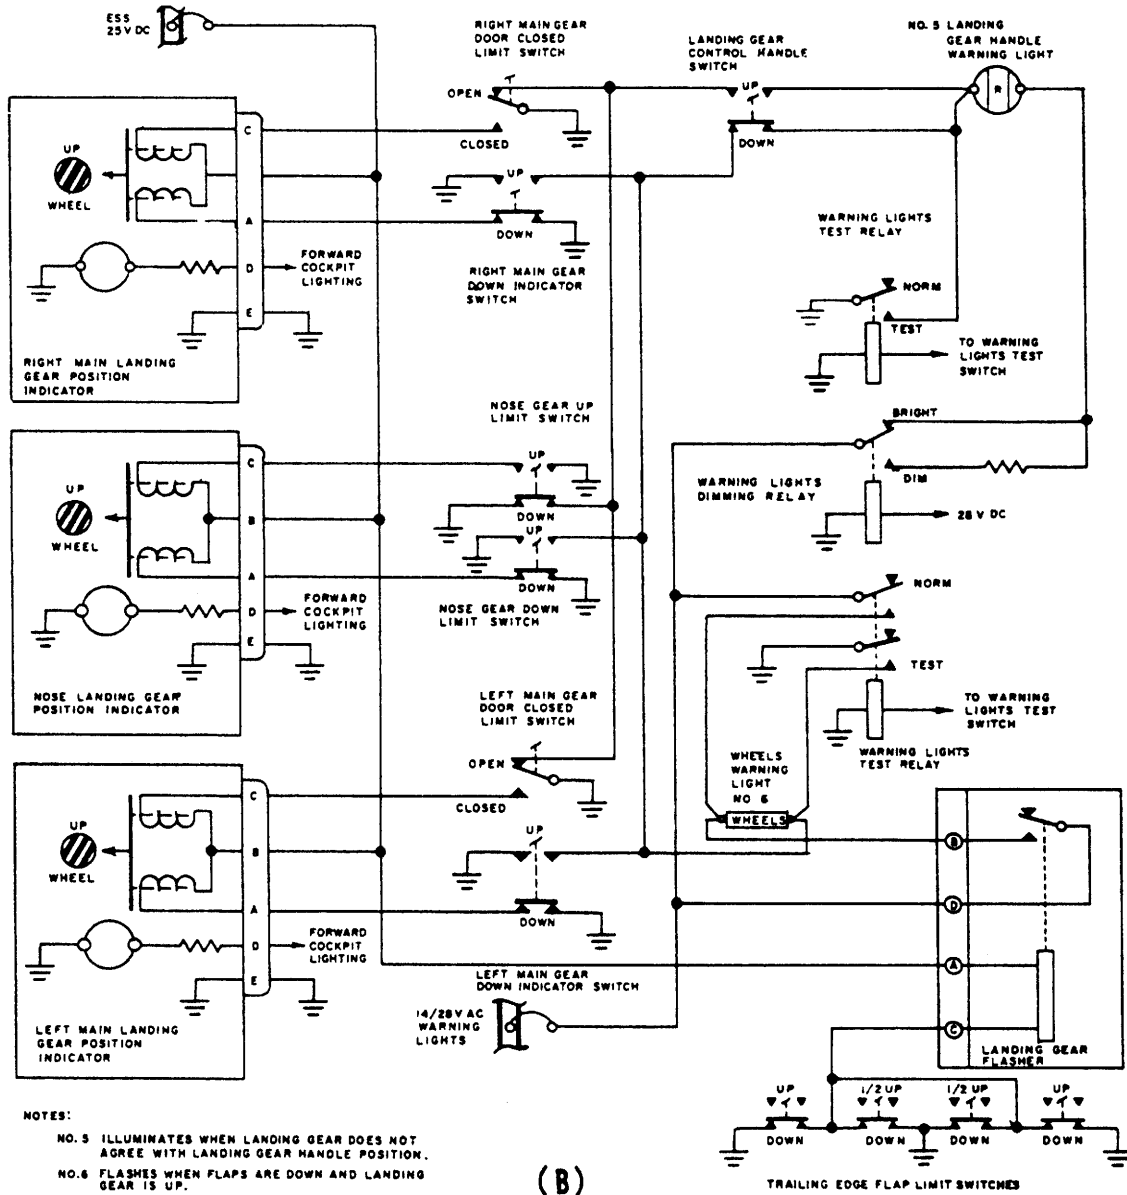 ESS
25V DC
RIGHT MAIN GEAR
DOOR CLOSED
LIMIT SWITCH
LANDING GEAR
CONTROL HANDLE
SWITCH
NO. 5 LANDING
GEAR HANDLE
WARNING LIGHT
OPEN
UP
R
C
CLOSED
DOWN
UP
WHEEL
UP
A
DOWN
WARNING LIGHTS
TEST RELAY
D
FORWARD
COCKPIT
LIGHTING
RIGHT MAIN GEAR
DOWN INDICATOR
SWITCH
NORM
E
TEST
TO WARNING
LIGHTS TEST
SWITCH
RIGHT MAIN LANDING
GEAR POSITION
INDICATOR
NOSE GEAR UP
LIMIT SWITCH
BRIGHT
UP
C
DIM
WARNING LIGHTS
DIMMING RELAY
UP
WHEEL
B
DOWN
28 V DC
UP
A
DOWN
NORM
D
FORWARD
COCKPIT
LIGHTING
NOSE GEAR DOWN
LIMIT SWITCH
E
TEST
NOSE LANDING GEAR
POSITION INDICATOR
LEFT MAIN GEAR
DOOR CLOSED
LIMIT SWITCH
TO WARNING
LIGHTS TEST
SWITCH
WARNING LIGHTS
TEST RELAY
OPEN
WHEELS
WARNING
LIGHT
NO 6
C
CLOSED
WHEELS
UP
WHEEL
B
UP
B
A
DOWN
D
D
FORWARD
COCKPIT
LIGHTING
A
E
LEFT MAIN GEAR
DOWN INDICATOR SWITCH
LEFT MAIN LANDING
GEAR POSITION
INDICATOR
14/28V AC
WARNING
LIGHTS
C
LANDING GEAR
FLASHER
UP
1/2 UP
1/2 UP
UP
DOWN
DOWN
DOWN
DOWN
NOTES:
NO. 5 ILLUMINATES WHEN LANDING GEAR DOES NOT
AGREE WITH LANDING GEAR HANDLE POSITION.
NO.6 FLASHES WHEN FLAPS ARE DOWN AND LANDING
GEAR IS UP.
(B)
TRAILING EDGE FLAP LIMIT SWITCHES